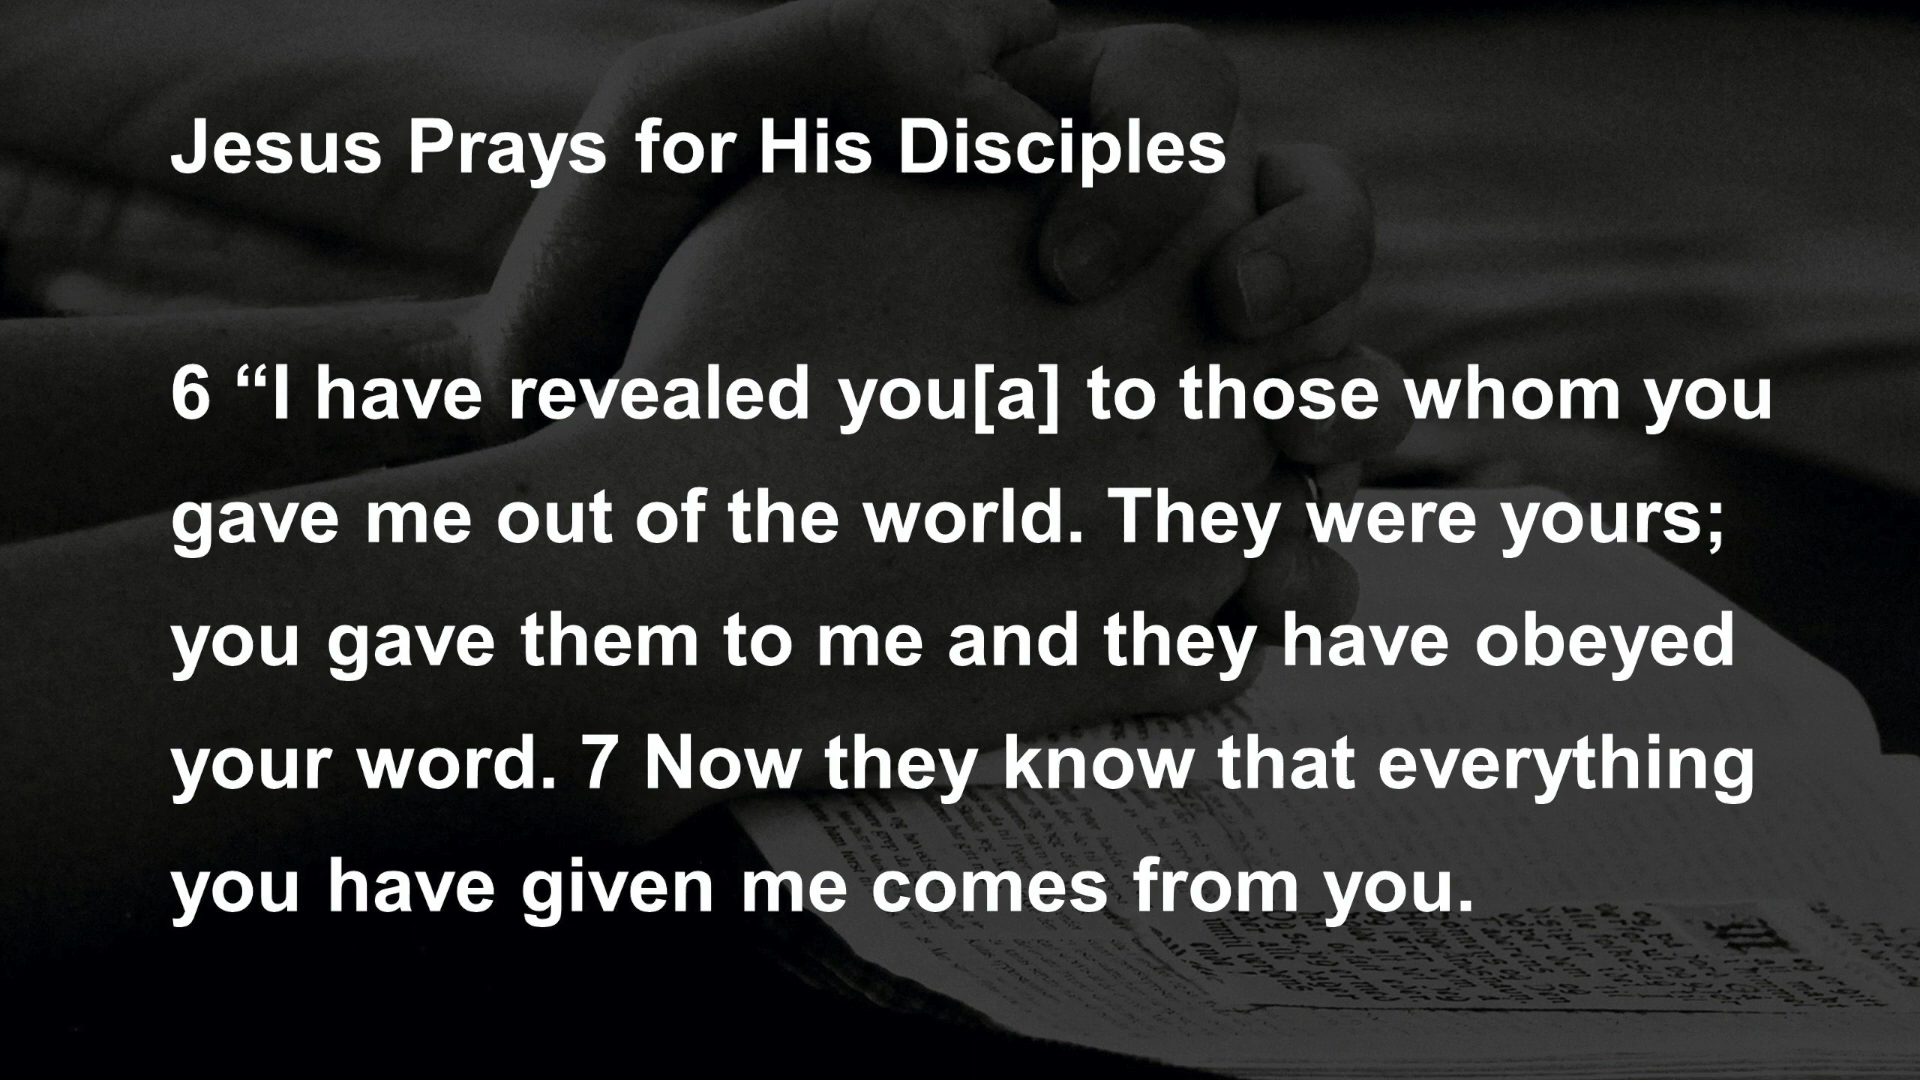 Jesus Prays for His Disciples
6 “I have revealed you[a] to those whom you
gave me out of the world. They were yours;
you gave them to me and they have obeyed
your word. 7 Now they know that everything
you have given me comes from you.